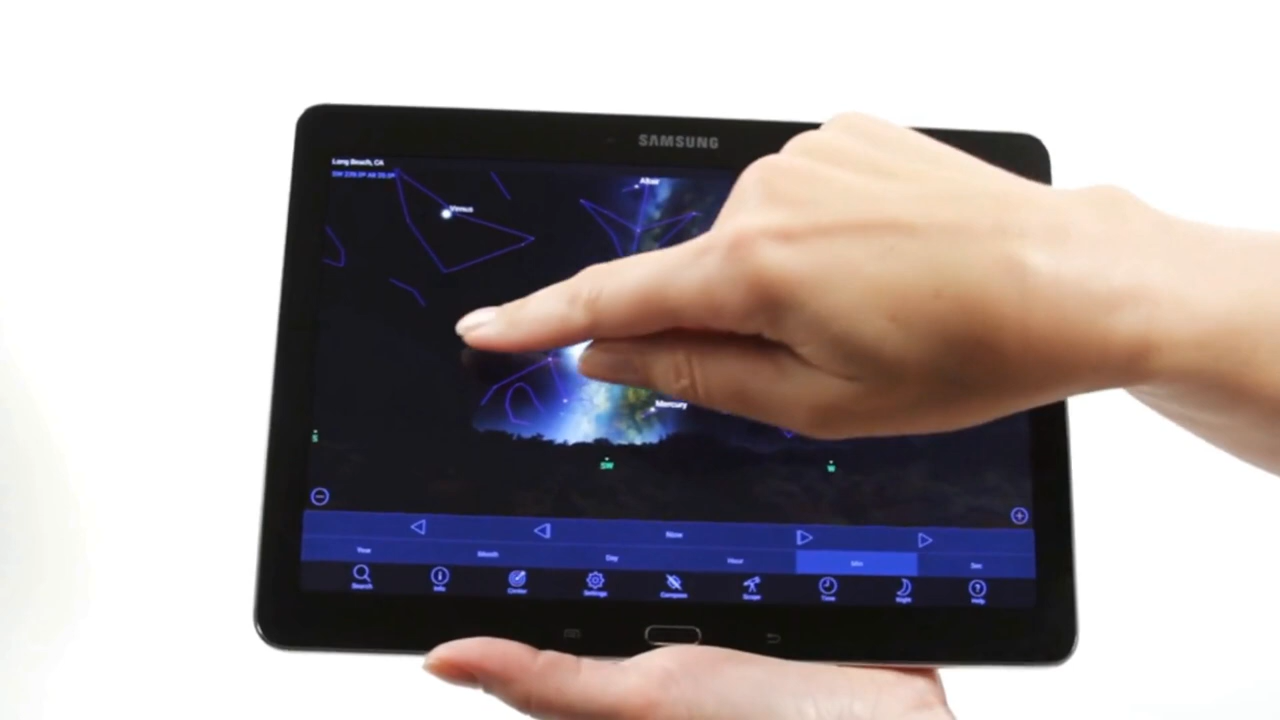 SAMSUNG
Long Beach, CA
Altair
Venus
Mercury
S
SW
W
Now
Year Month Day Hour Min Sec
Search Info Center Settings Compass Scope Time Night Help